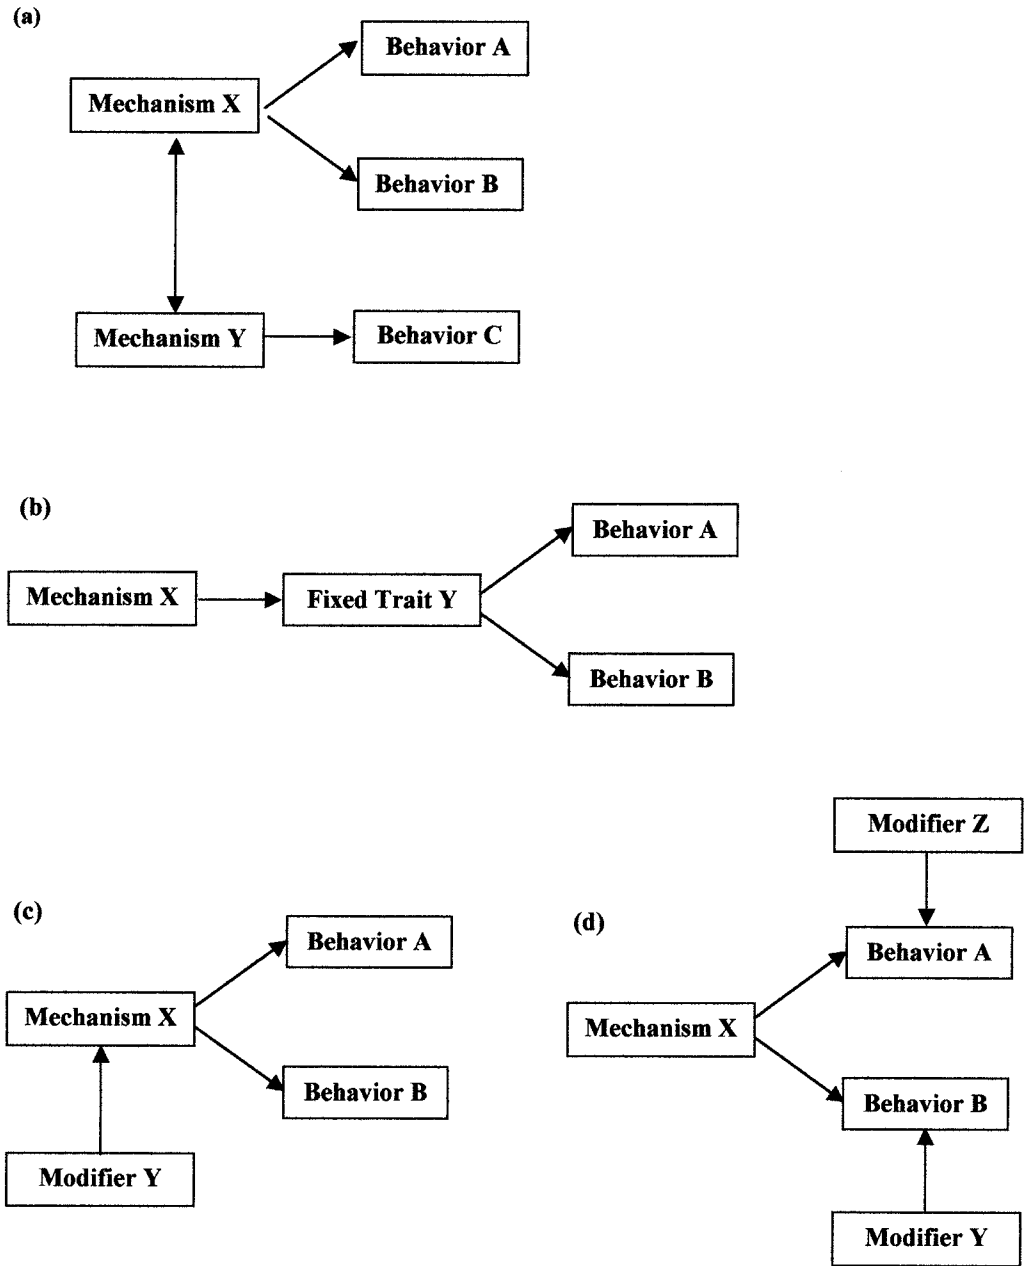 (a)
Behavior A
Mechanism X
Behavior B
Mechanism Y
Behavior C
(b)
Behavior A
Mechanism X
Fixed Trait Y
Behavior B
(c)
Behavior A
Mechanism X
Behavior B
Modifier Y
(d)
Modifier Z
Behavior A
Mechanism X
Behavior B
Modifier Y